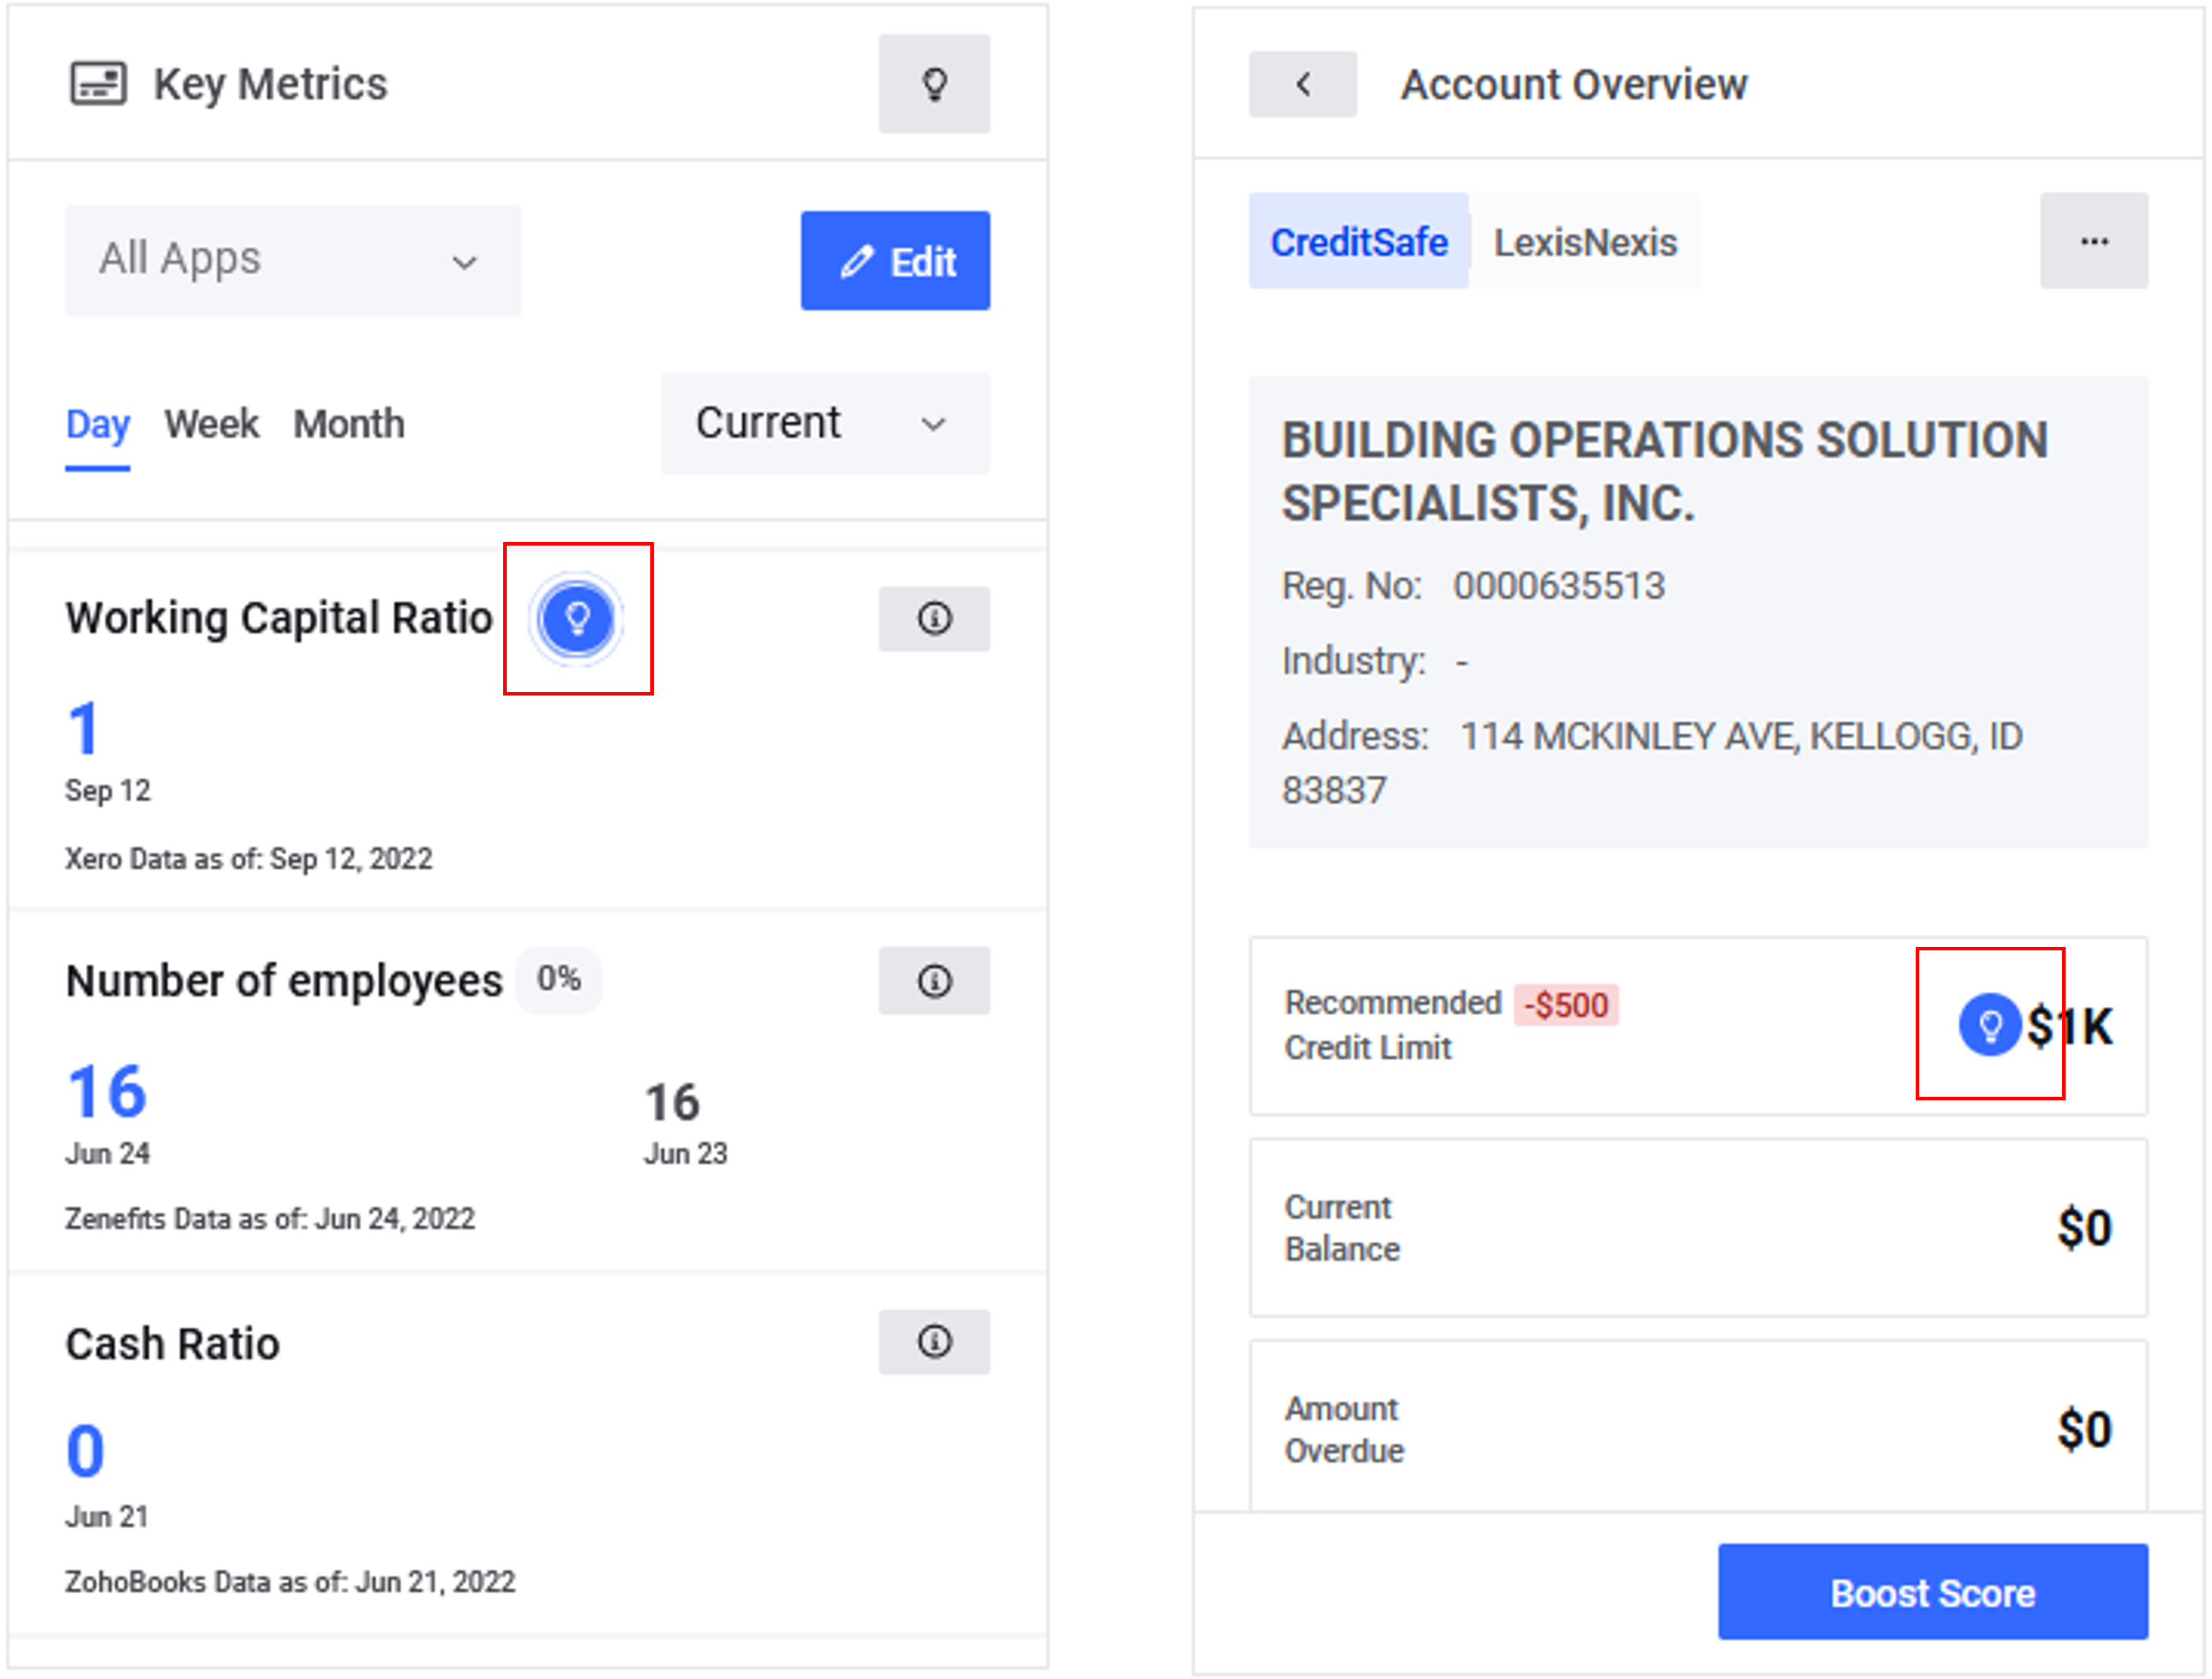 Key Metrics
All Apps
Edit
Day Week Month
Current
Working Capital Ratio
1
Sep 12
Xero Data as of: Sep 12, 2022
Number of employees 0%
16
Jun 24
16
Jun 23
Zenefits Data as of: Jun 24, 2022
Cash Ratio
0
Jun 21
ZohoBooks Data as of: Jun 21, 2022
Account Overview
CreditSafe LexisNexis
...
BUILDING OPERATIONS SOLUTION
SPECIALISTS, INC.
Reg. No: 0000635513
Industry: -
Address: 114 MCKINLEY AVE, KELLOGG, ID
83837
Recommended -$500
Credit Limit
$1K
Current
Balance
$0
Amount
Overdue
$0
Boost Score